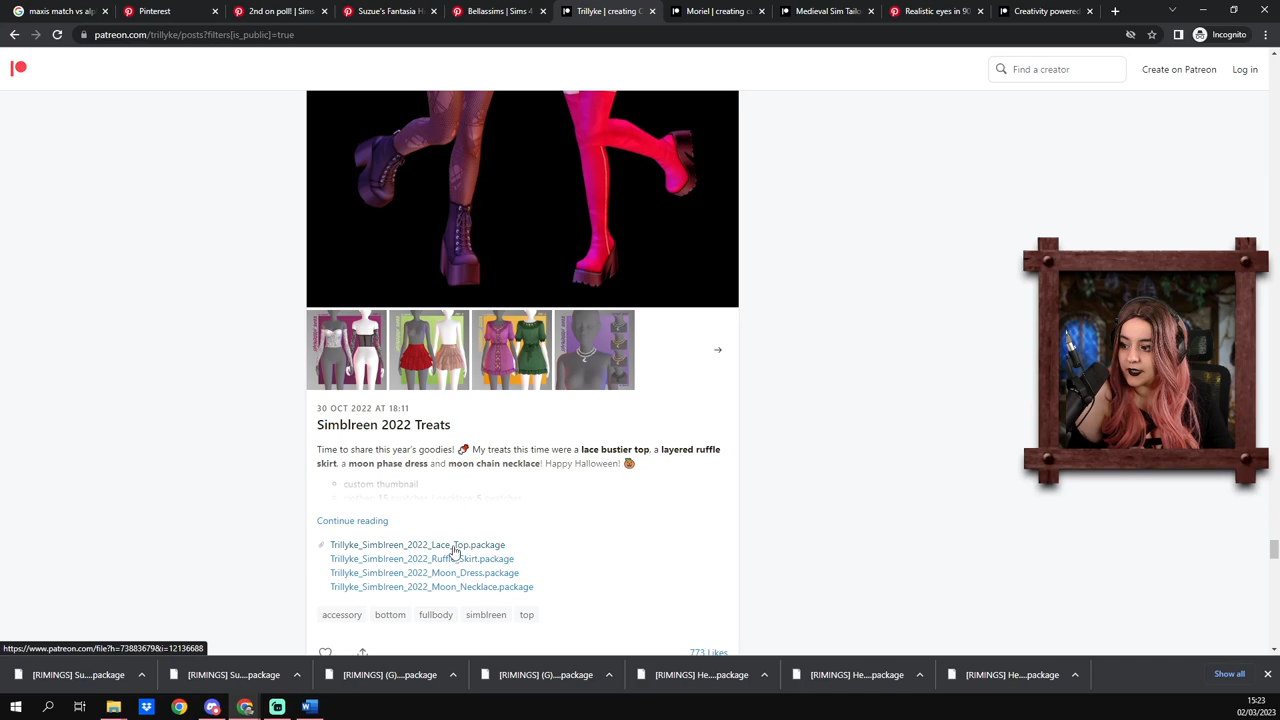 maxis match vs alp
Pinterest
2nd on poll! : Sims
Suzue's Fantasia H
Bellassims | Sims 4
Trillyke | creating C
Moriel | creating c
Medieval Sim Tailo
Realistic eyes in 90
Creativity powered
patreon.com/trillyke/posts?filters[is_public]=true
Incognito
Find a creator
Create on Patreon
Log in
30 OCT 2022 AT 18:11
Simblreen 2022 Treats
Time to share this year's goodies! 🍬 My treats this time were a lace bustier top, a layered ruffle
skirt, a moon phase dress and moon chain necklace! Happy Halloween! 🎃
custom thumbnail
Continue reading
Trillyke_Simblreen_2022_Lace_Top.package
Trillyke_Simblreen_2022_Ruffle_Skirt.package
Trillyke_Simblreen_2022_Moon_Dress.package
Trillyke_Simblreen_2022_Moon_Necklace.package
accessory
bottom
fullbody
simblreen
top
773 Likes
https://www.patreon.com/file?h=73883679&i=12136688
[RIMINGS] Su....package
[RIMINGS] Su....package
[RIMINGS] (G)....package
[RIMINGS] (G)....package
[RIMINGS] He....package
[RIMINGS] He....package
[RIMINGS] He....package
Show all
15:23
02/03/2023